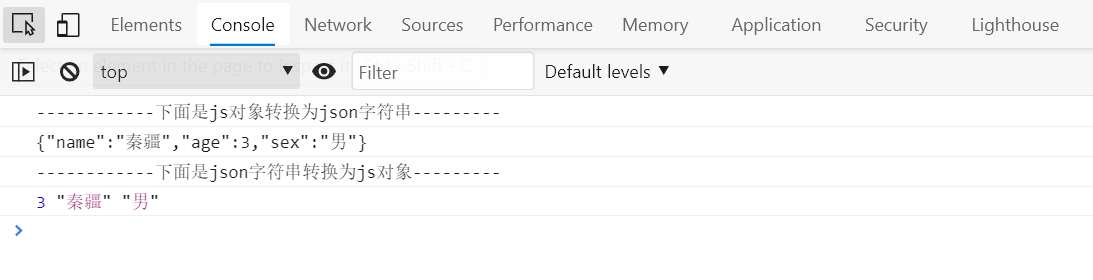 Elements Console Network Sources Performance Memory Application Security Lighthouse
top Filter Default levels
------------下面是js对象转换为json字符串---------
{"name":"秦疆","age":3,"sex":"男"}
------------下面是json字符串转换为js对象---------
3 "秦疆" "男"